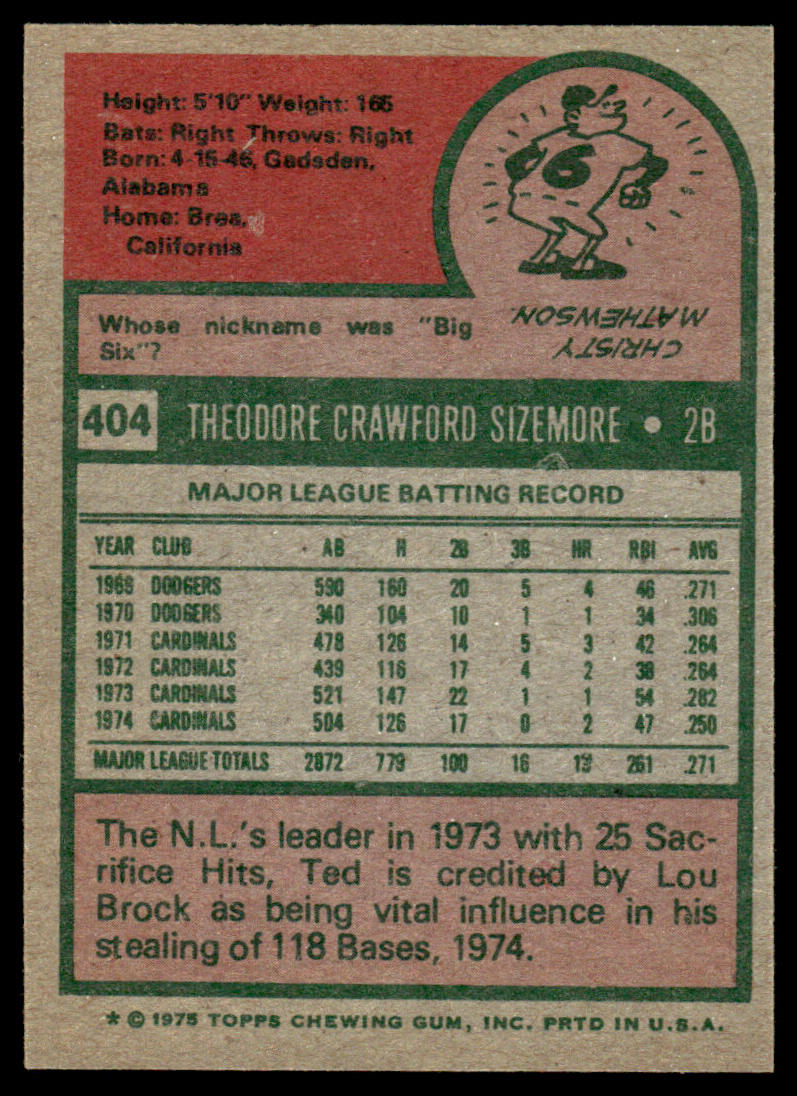 Height: 5'10" Weight: 165
Bats: Right Throws: Right
Born: 4-15-45, Gadsden,
Alabama
Home: Brea,
California
6
CHRISTY
MATHEWSON.
Whose nickname was "Big
Six"?
404 THEODORE CRAWFORD SIZEMORE • 2B
MAJOR LEAGUE BATTING RECORD
YEAR CLUB AB H 2B 3B HR RBI AVG
1969 DODGERS 590 160 20 5 4 46 .271
1970 DODGERS 340 104 10 1 1 34 .306
1971 CARDINALS 478 126 14 5 3 42 .264
1972 CARDINALS 439 116 17 4 2 38 .264
1973 CARDINALS 521 147 22 1 1 54 .282
1974 CARDINALS 504 126 17 0 2 47 .250
MAJOR LEAGUE TOTALS 2872 779 100 16 13 261 .271
The N.L.'s leader in 1973 with 25 Sac-
rifice Hits, Ted is credited by Lou
Brock as being vital influence in his
stealing of 118 Bases, 1974.
* © 1975 TOPPS CHEWING GUM, INC. PRTD IN U.S.A.